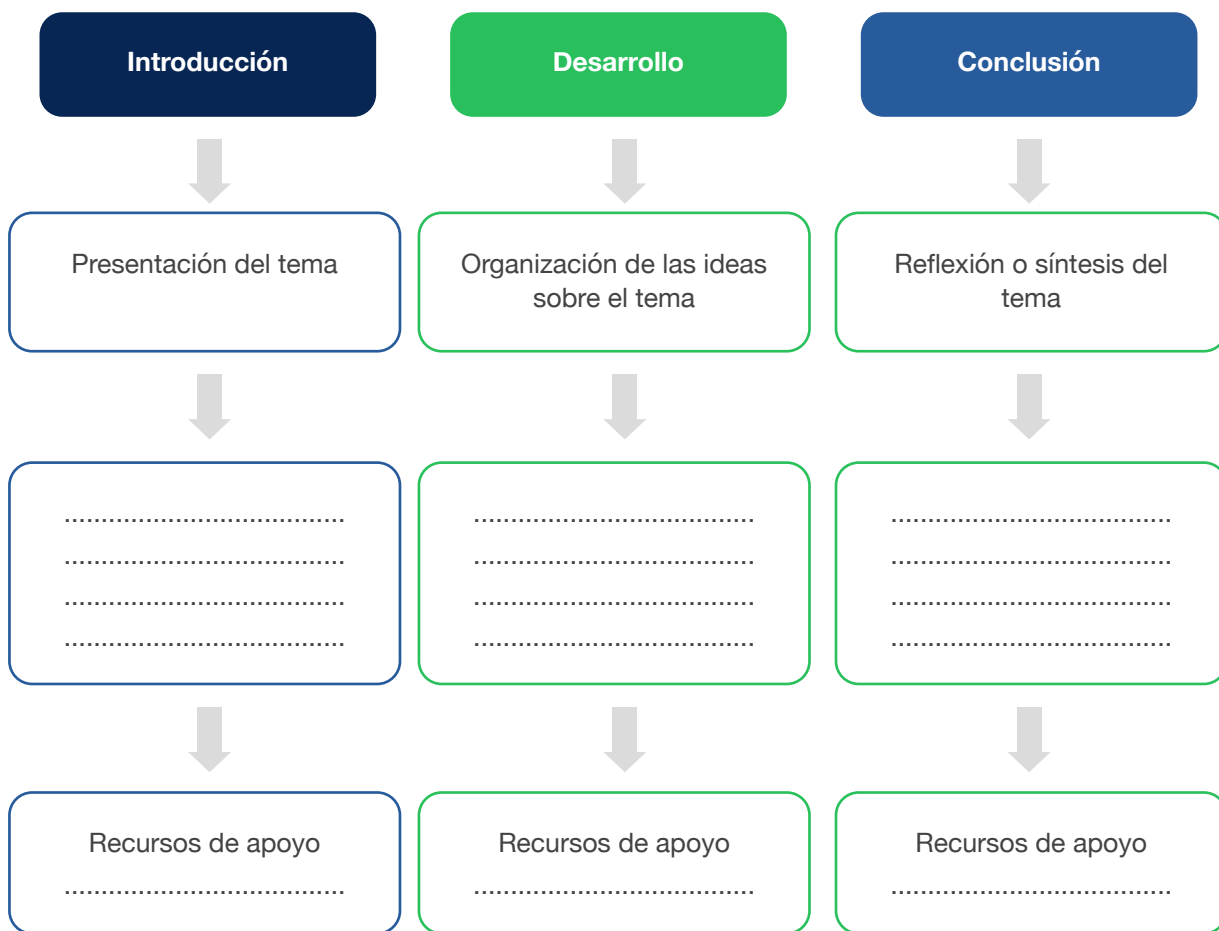 Introducción
Desarrollo
Conclusión
Presentación del tema
Organización de las ideas
sobre el tema
Reflexión o síntesis del
tema
......................................
......................................
......................................
......................................
......................................
......................................
......................................
......................................
......................................
......................................
......................................
......................................
Recursos de apoyo
......................................
Recursos de apoyo
......................................
Recursos de apoyo
......................................